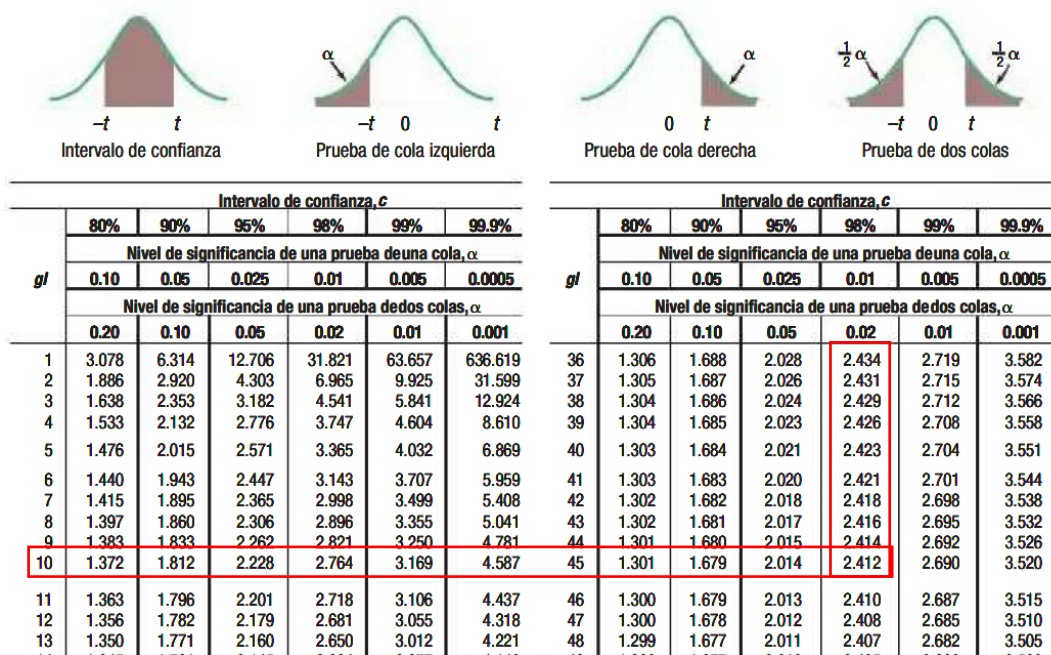 α
α
½ α
½ α
–t t
–t 0 t
0 t
–t 0 t
Intervalo de confianza
Prueba de cola izquierda
Prueba de cola derecha
Prueba de dos colas
Intervalo de confianza, c
80% 90% 95% 98% 99% 99.9%
Nivel de significancia de una prueba deuna cola, α
gl 0.10 0.05 0.025 0.01 0.005 0.0005
Nivel de significancia de una prueba dedos colas, α
0.20 0.10 0.05 0.02 0.01 0.001
1 3.078 6.314 12.706 31.821 63.657 636.619
2 1.886 2.920 4.303 6.965 9.925 31.599
3 1.638 2.353 3.182 4.541 5.841 12.924
4 1.533 2.132 2.776 3.747 4.604 8.610
5 1.476 2.015 2.571 3.365 4.032 6.869
6 1.440 1.943 2.447 3.143 3.707 5.959
7 1.415 1.895 2.365 2.998 3.499 5.408
8 1.397 1.860 2.306 2.896 3.355 5.041
9 1.383 1.833 2.262 2.821 3.250 4.781
10 1.372 1.812 2.228 2.764 3.169 4.587
11 1.363 1.796 2.201 2.718 3.106 4.437
12 1.356 1.782 2.179 2.681 3.055 4.318
13 1.350 1.771 2.160 2.650 3.012 4.221
Intervalo de confianza, c
80% 90% 95% 98% 99% 99.9%
Nivel de significancia de una prueba deuna cola, α
gl 0.10 0.05 0.025 0.01 0.005 0.0005
Nivel de significancia de una prueba dedos colas, α
0.20 0.10 0.05 0.02 0.01 0.001
36 1.306 1.688 2.028 2.434 2.719 3.582
37 1.305 1.687 2.026 2.431 2.715 3.574
38 1.304 1.686 2.024 2.429 2.712 3.566
39 1.304 1.685 2.023 2.426 2.708 3.558
40 1.303 1.684 2.021 2.423 2.704 3.551
41 1.303 1.683 2.020 2.421 2.701 3.544
42 1.302 1.682 2.018 2.418 2.698 3.538
43 1.302 1.681 2.017 2.416 2.695 3.532
44 1.301 1.680 2.015 2.414 2.692 3.526
45 1.301 1.679 2.014 2.412 2.690 3.520
46 1.300 1.679 2.013 2.410 2.687 3.515
47 1.300 1.678 2.012 2.408 2.685 3.510
48 1.299 1.677 2.011 2.407 2.682 3.505